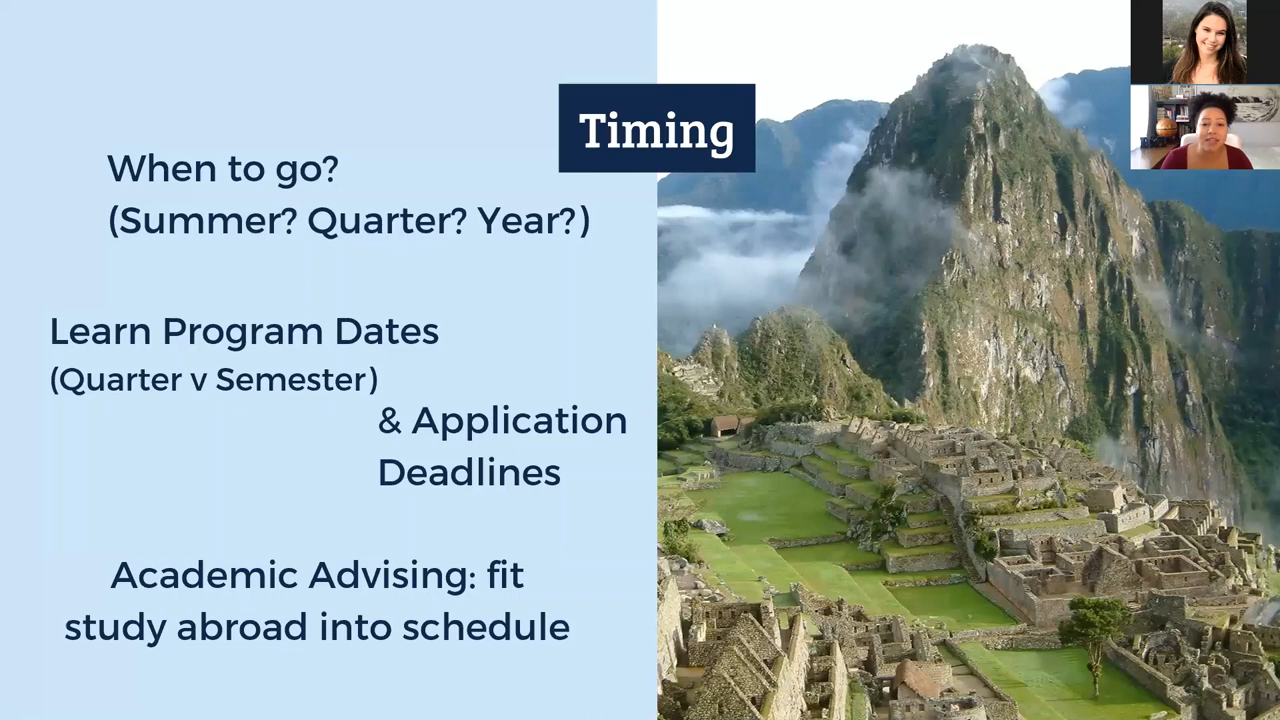 Timing
When to go?
(Summer? Quarter? Year?)
Learn Program Dates
(Quarter v Semester)
& Application
Deadlines
Academic Advising: fit
study abroad into schedule